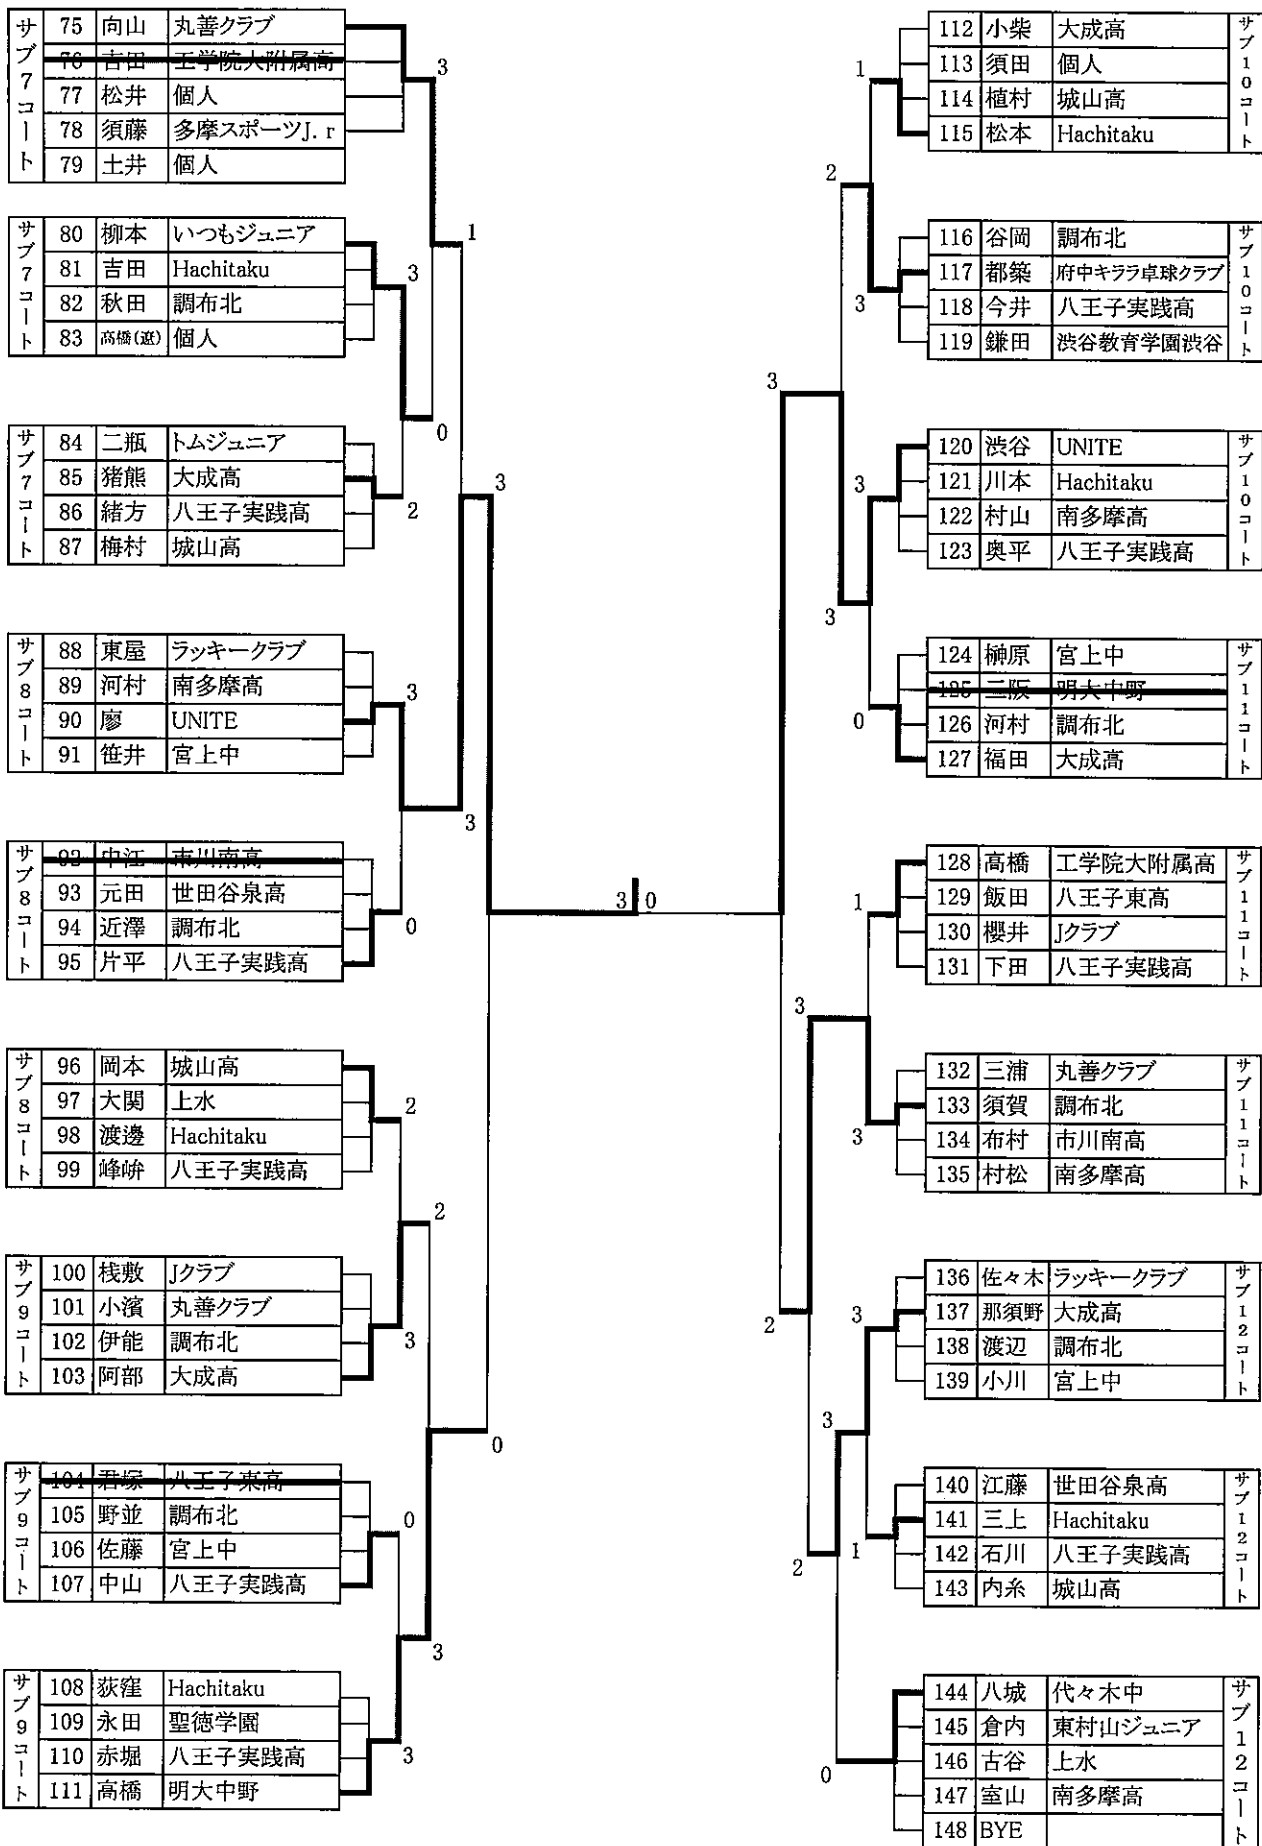 サブ7コート
75 向山 丸善クラブ
76 吉田 工学院大附属高
77 松井 個人
78 須藤 多摩スポーツJ.r
79 土井 個人
3
サブ7コート
80 柳本 いつもジュニア
81 吉田 Hachitaku
82 秋田 調布北
83 高橋(遼) 個人
1
3
0
サブ7コート
84 二瓶 トムジュニア
85 猪熊 大成高
86 緒方 八王子実践高
87 梅村 城山高
2
3
サブ8コート
88 東屋 ラッキークラブ
89 河村 南多摩高
90 廖 UNITE
91 笹井 宮上中
3
3
サブ8コート
92 中江 市川南高
93 元田 世田谷泉高
94 近澤 調布北
95 片平 八王子実践高
0
サブ8コート
96 岡本 城山高
97 大関 上水
98 渡邊 Hachitaku
99 峰 八王子実践高
2
2
サブ9コート
100 桟敷 Jクラブ
101 小濱 丸善クラブ
102 伊能 調布北
103 阿部 大成高
3
0
サブ9コート
104 君塚 八王子東高
105 野並 調布北
106 佐藤 宮上中
107 中山 八王子実践高
0
3
サブ9コート
108 荻窪 Hachitaku
109 永田 聖徳学園
110 赤堀 八王子実践高
111 高橋 明大中野
3
3 0
サブ10コート
112 小柴 大成高
113 須田 個人
114 植村 城山高
115 松本 Hachitaku
1
2
サブ10コート
116 谷岡 調布北
117 都築 府中キララ卓球クラブ
118 今井 八王子実践高
119 鎌田 渋谷教育学園渋谷
3
3
サブ10コート
120 渋谷 UNITE
121 川本 Hachitaku
122 村山 南多摩高
123 奥平 八王子実践高
3
3
サブ11コート
124 榊原 宮上中
125 三阪 明大中野
126 河村 調布北
127 福田 大成高
0
サブ11コート
128 高橋 工学院大附属高
129 飯田 八王子東高
130 櫻井 Jクラブ
131 下田 八王子実践高
1
3
サブ11コート
132 三浦 丸善クラブ
133 須賀 調布北
134 布村 市川南高
135 村松 南多摩高
3
2
サブ12コート
136 佐々木 ラッキークラブ
137 那須野 大成高
138 渡辺 調布北
139 小川 宮上中
3
3
サブ12コート
140 江藤 世田谷泉高
141 三上 Hachitaku
142 石川 八王子実践高
143 内糸 城山高
1
2
サブ12コート
144 八城 代々木中
145 倉内 東村山ジュニア
146 古谷 上水
147 室山 南多摩高
148 BYE
0